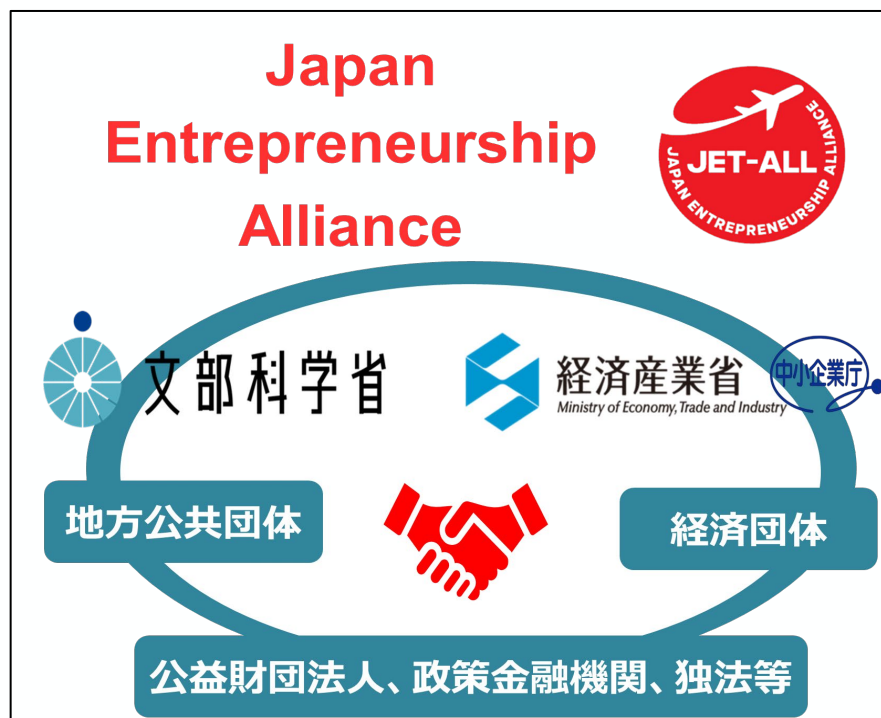 Japan
Entrepreneurship
Alliance
JET-ALL
JAPAN ENTREPRENEURSHIP ALLIANCE
文部科学省
経済産業省
Ministry of Economy, Trade and Industry
中小企業庁
地方公共団体
経済団体
公益財団法人、政策金融機関、独法等